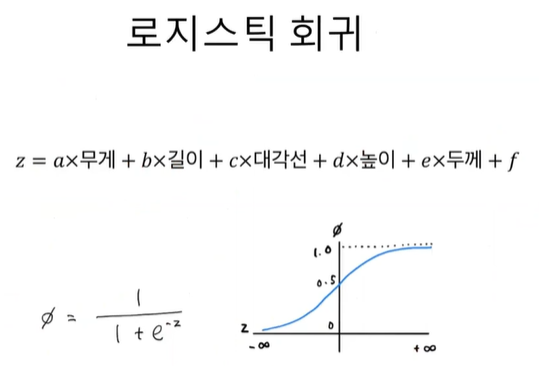 로지스틱 회귀
z = a×무게 + b×길이 + c×대각선 + d×높이 + e×두께 + f
ø = 1 / 1 + e^-z
ø
1.0
0.5
z 0
-∞ +∞